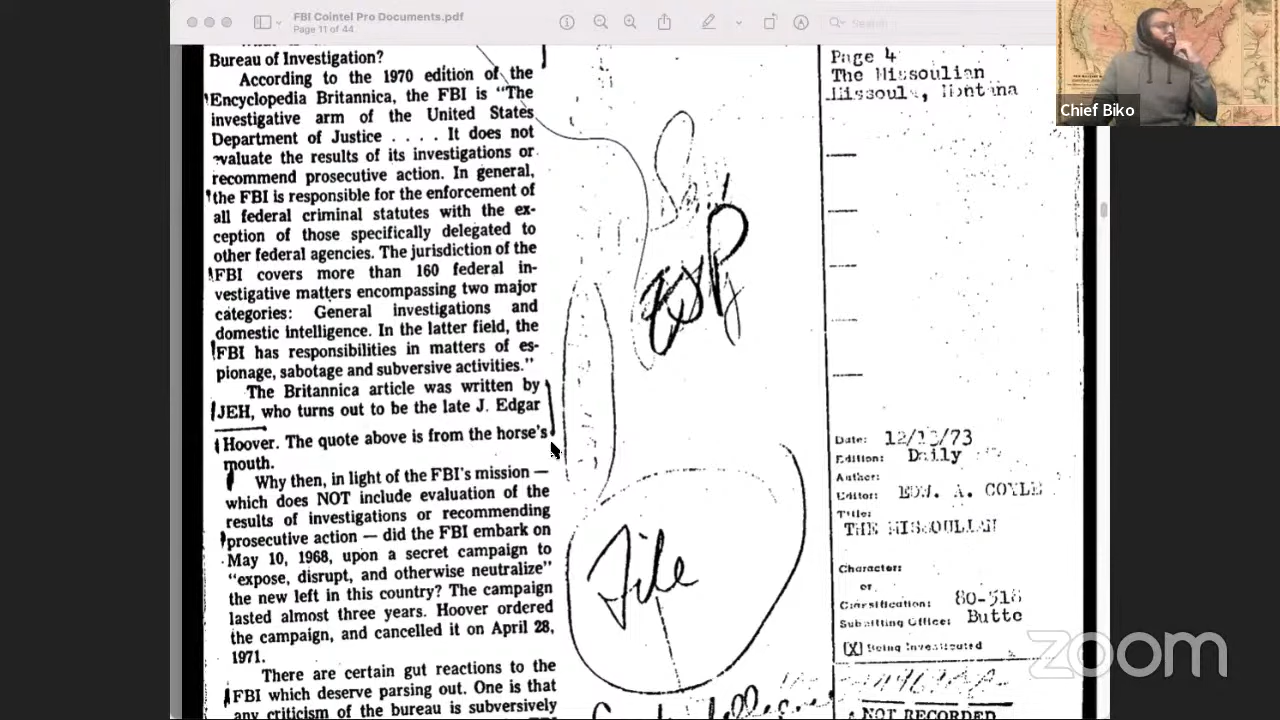 FBI Cointel Pro Documents.pdf
Page 11 of 44
Search
Chief Biko
Bureau of Investigation?
According to the 1970 edition of the
Encyclopedia Britannica, the FBI is "The
investigative arm of the United States
Department of Justice . . . . It does not
evaluate the results of its investigations or
recommend prosecutive action. In general,
the FBI is responsible for the enforcement of
all federal criminal statutes with the ex-
ception of those specifically delegated to
other federal agencies. The jurisdiction of the
FBI covers more than 160 federal in-
vestigative matters encompassing two major
categories: General investigations and
domestic intelligence. In the latter field, the
FBI has responsibilities in matters of es-
pionage, sabotage and subversive activities."
The Britannica article was written by
JEH, who turns out to be the late J. Edgar
Hoover. The quote above is from the horse's
mouth.
Why then, in light of the FBI's mission —
which does NOT include evaluation of the
results of investigations or recommending
prosecutive action — did the FBI embark on
May 10, 1968, upon a secret campaign to
"expose, disrupt, and otherwise neutralize"
the new left in this country? The campaign
lasted almost three years. Hoover ordered
the campaign, and cancelled it on April 28,
1971.
There are certain gut reactions to the
FBI which deserve parsing out. One is that
any criticism of the bureau is subversively
File
Page 4
The Missoulian
Missoula, Montana
Date: 12/13/73
Edition: Daily
Author:
Editor: EDW. A. COYLE
Title:
THE MISSOULIAN
Character:
or
Classification: 80-518
Submitting Office: Butte
[X] Being Investigated
NOT RECORDED
zoom